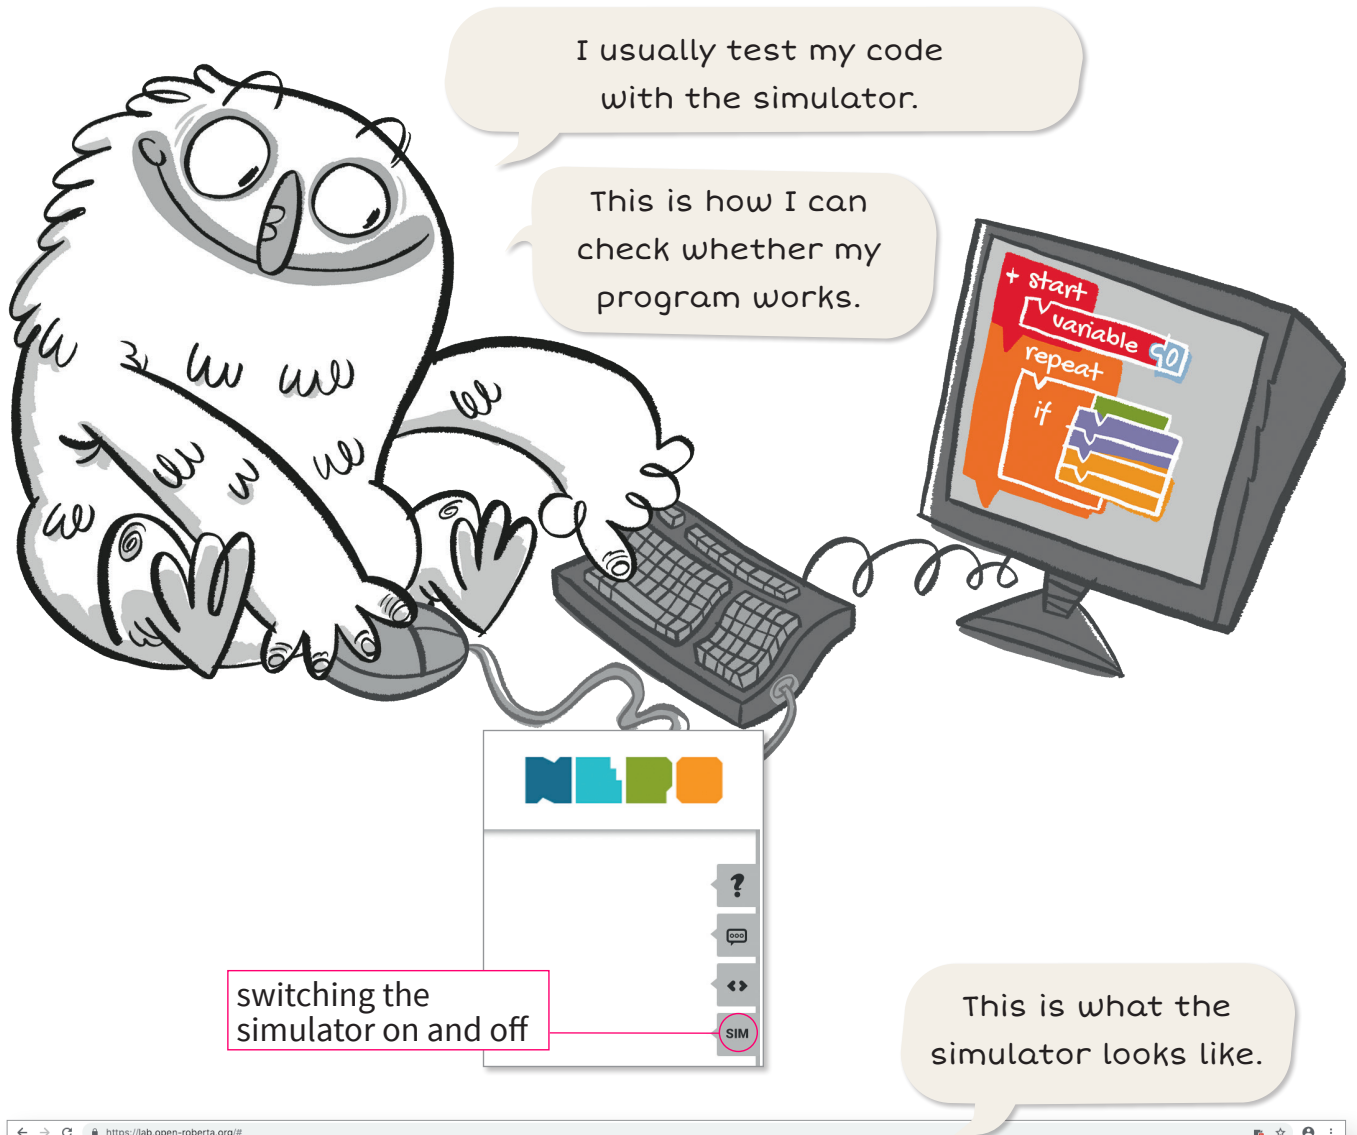 I usually test my code
with the simulator.
This is how I can
check whether my
program works.
+ start
variable 0
repeat
if
NEPO
?
<>
SIM
switching the
simulator on and off
This is what the
simulator looks like.
https://lab.open-roberta.org/#